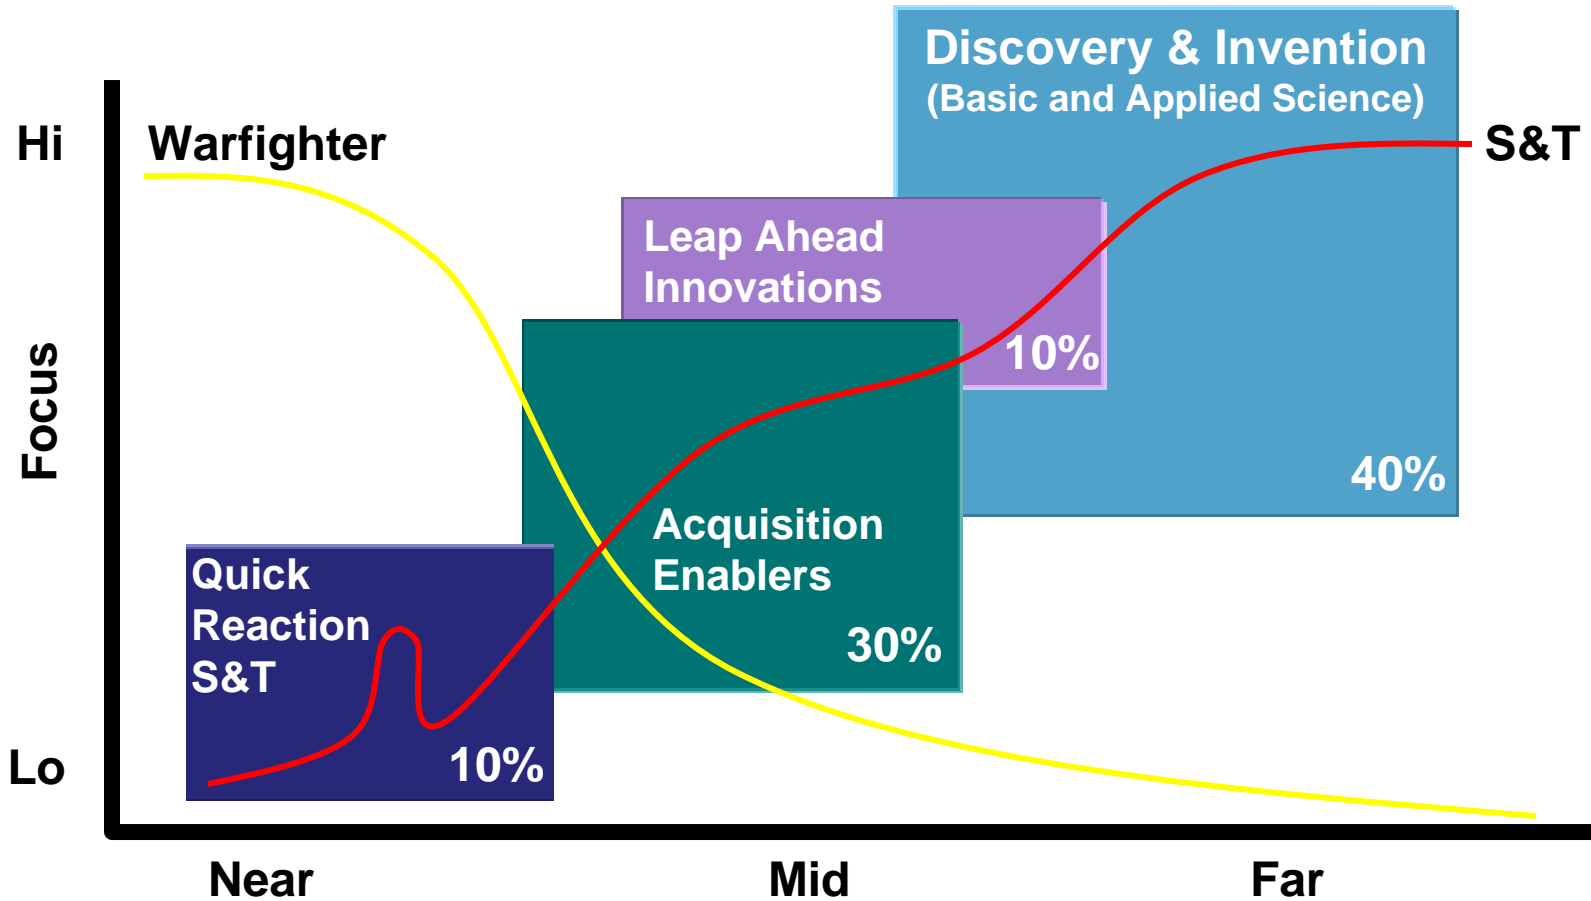 Discovery & Invention
(Basic and Applied Science)
Hi
Warfighter
S&T
Leap Ahead
Innovations
10%
Focus
40%
Acquisition
Enablers
30%
Quick
Reaction
S&T
10%
Lo
Near
Mid
Far